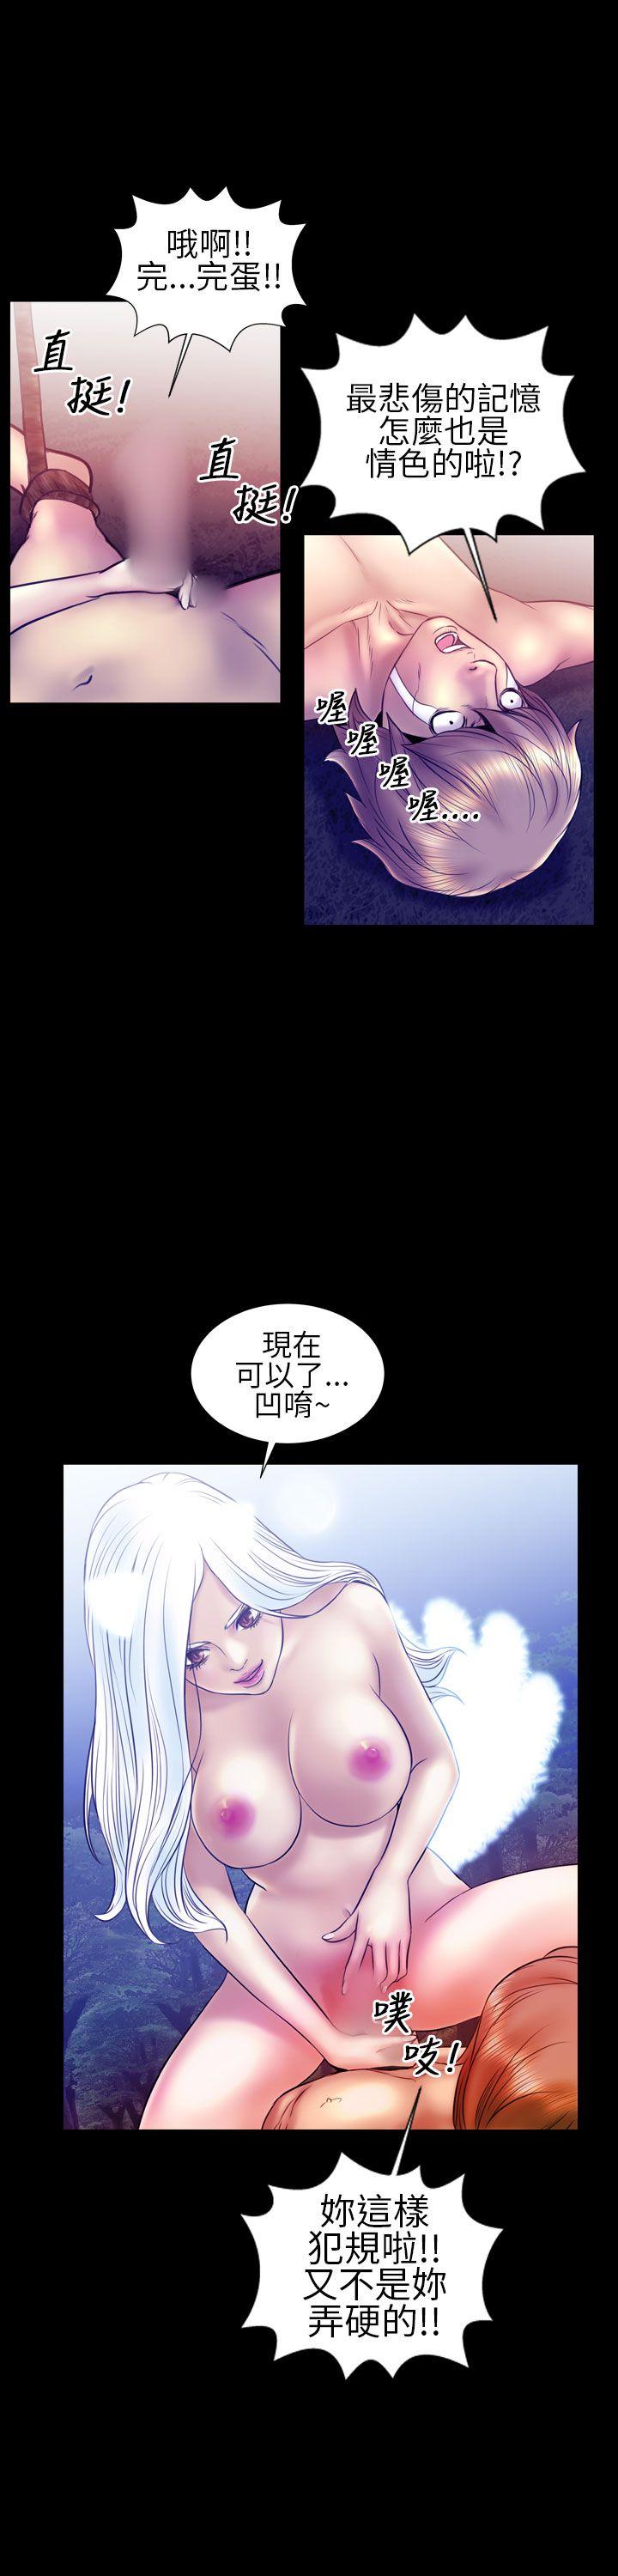 哦啊!!
完...完蛋!!
直
挺!
直
挺!
最悲傷的記憶
怎麼也是
情色的啦!?
喔
喔
喔
喔....
現在
可以了...
凹唷~
噗
吱!
妳這樣
犯規啦!!
又不是妳
弄硬的!!